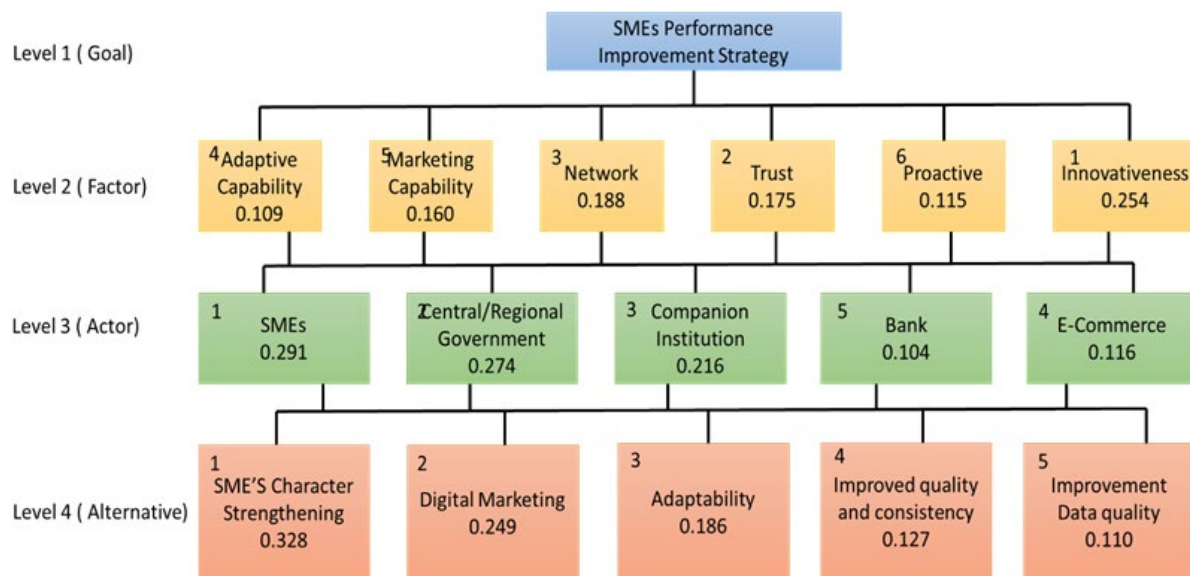 SMEs Performance
Improvement Strategy
Level 1 ( Goal)
4
Adaptive
Capability
0.109
5
Marketing
Capability
0.160
3
Network
0.188
2
Trust
0.175
6
Proactive
0.115
1
Innovativeness
0.254
Level 2 ( Factor)
1
SMEs
0.291
2
Central/Regional
Government
0.274
3
Companion
Institution
0.216
5
Bank
0.104
4
E-Commerce
0.116
Level 3 ( Actor)
1
SME'S Character
Strengthening
0.328
2
Digital Marketing
0.249
3
Adaptability
0.186
4
Improved quality
and consistency
0.127
5
Improvement
Data quality
0.110
Level 4 ( Alternative)